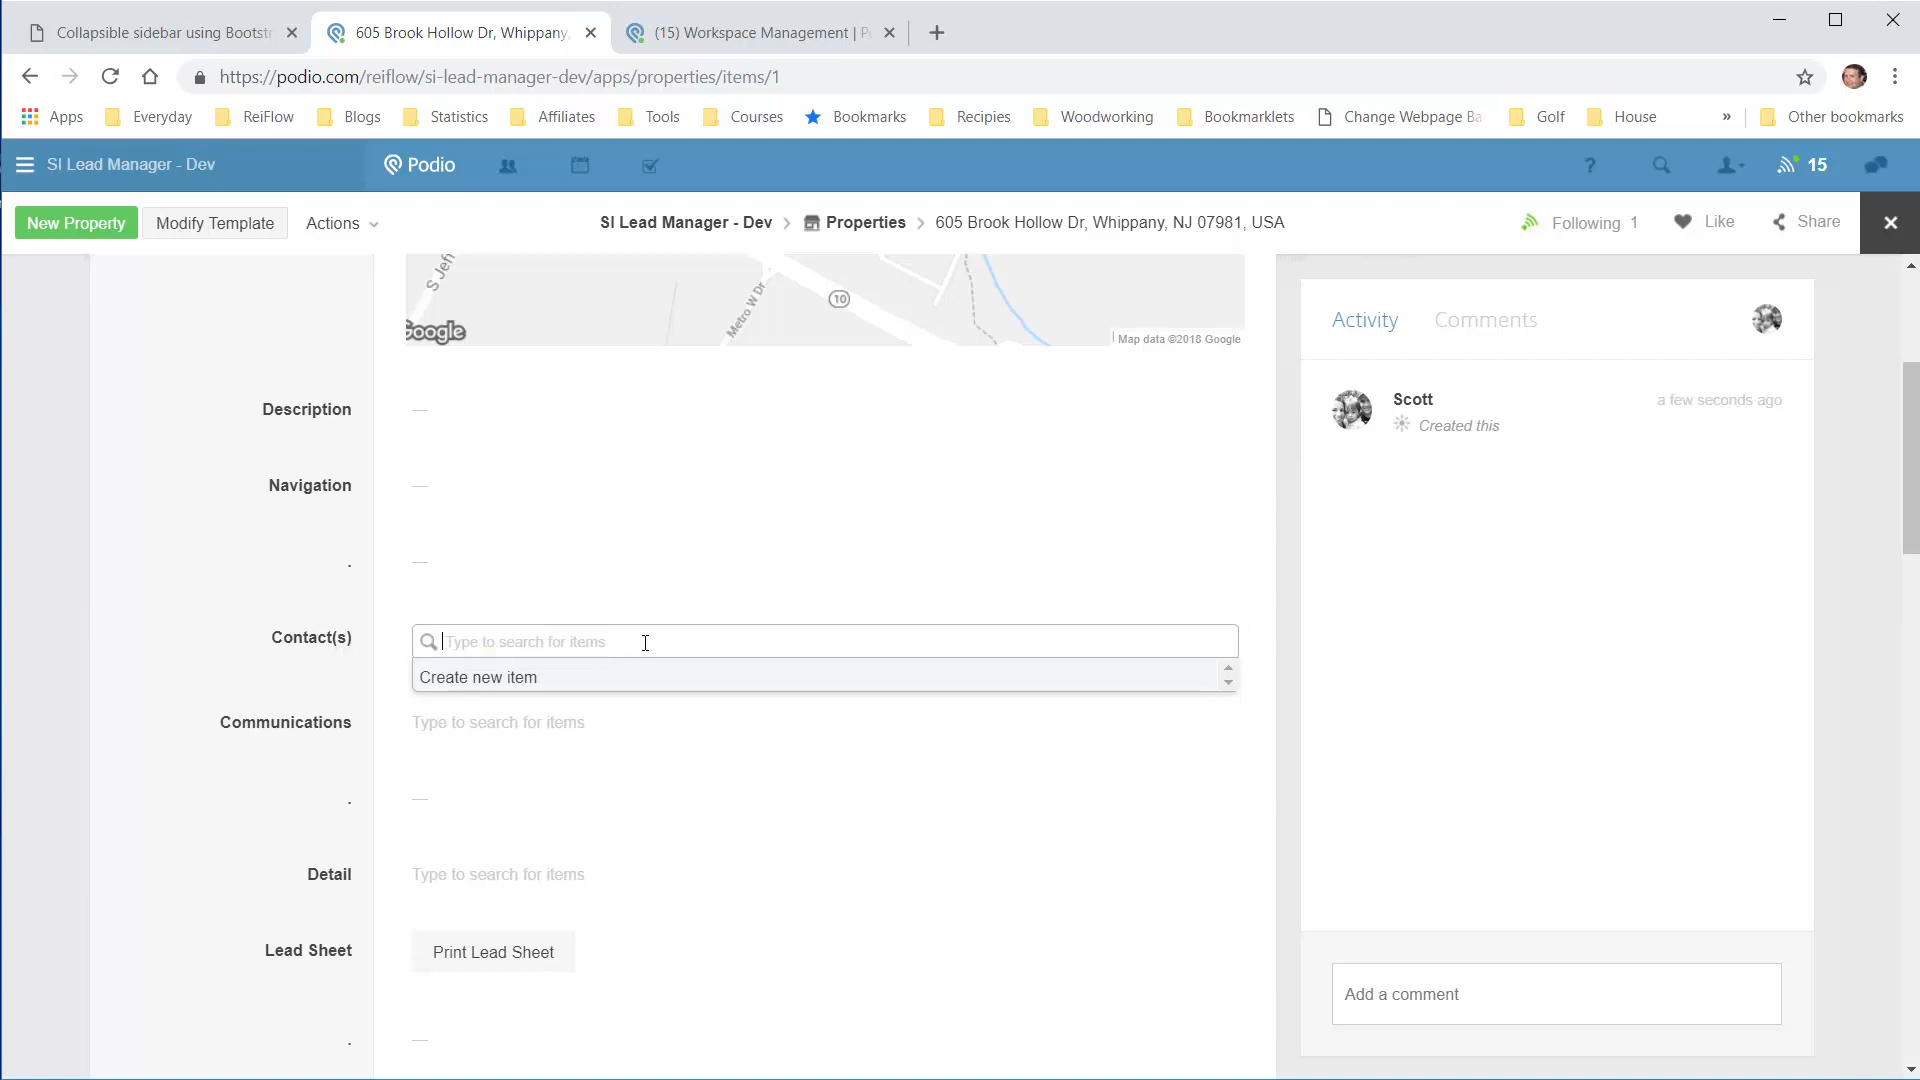 Collapsible sidebar using Bootstr
605 Brook Hollow Dr, Whippany,
(15) Workspace Management | P
https://podio.com/reiflow/si-lead-manager-dev/apps/properties/items/1
Apps
Everyday
ReiFlow
Blogs
Statistics
Affiliates
Tools
Courses
Bookmarks
Recipies
Woodworking
Bookmarklets
Change Webpage Ba
Golf
House
»
Other bookmarks
SI Lead Manager - Dev
Podio
?
15
New Property
Modify Template
Actions
SI Lead Manager - Dev
Properties
605 Brook Hollow Dr, Whippany, NJ 07981, USA
Following 1
Like
Share
S Jeff
Metro W Dr
10
Google
Map data ©2018 Google
Activity
Comments
Scott
a few seconds ago
Created this
Description
—
Navigation
—
.
—
Contact(s)
Type to search for items
Create new item
Communications
Type to search for items
.
—
Detail
Type to search for items
Lead Sheet
Print Lead Sheet
.
—
Add a comment